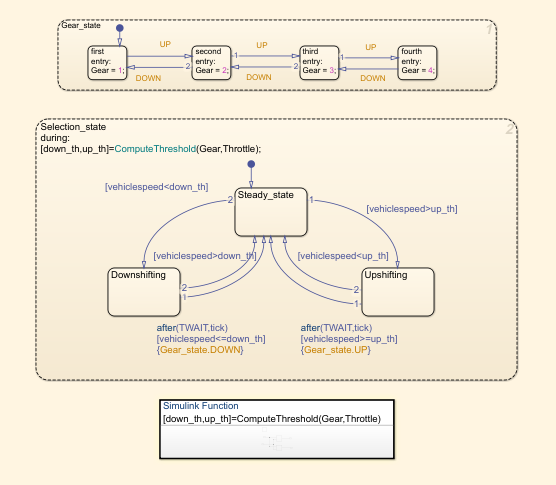 Gear_state
1
first
entry:
Gear = 1;
UP
DOWN
1
2
second
entry:
Gear = 2;
UP
DOWN
1
2
third
entry:
Gear = 3;
UP
DOWN
fourth
entry:
Gear = 4;
Selection_state
2
during:
[down_th,up_th]=ComputeThreshold(Gear,Throttle);
[vehiclespeed<down_th]
2
Steady_state
1
[vehiclespeed>up_th]
[vehiclespeed>down_th]
[vehiclespeed<up_th]
Downshifting
2
1
Upshifting
2
1
after(TWAIT,tick)
[vehiclespeed<=down_th]
{Gear_state.DOWN}
after(TWAIT,tick)
[vehiclespeed>=up_th]
{Gear_state.UP}
Simulink Function
[down_th,up_th]=ComputeThreshold(Gear,Throttle)